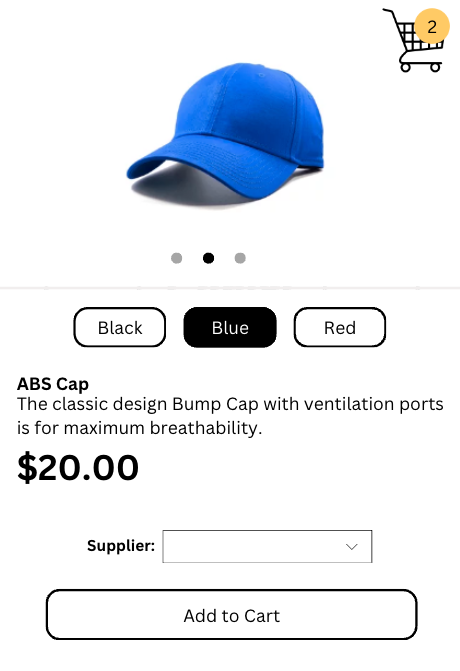 2
Black
Blue
Red
ABS Cap
The classic design Bump Cap with ventilation ports
is for maximum breathability.
$20.00
Supplier:
Add to Cart